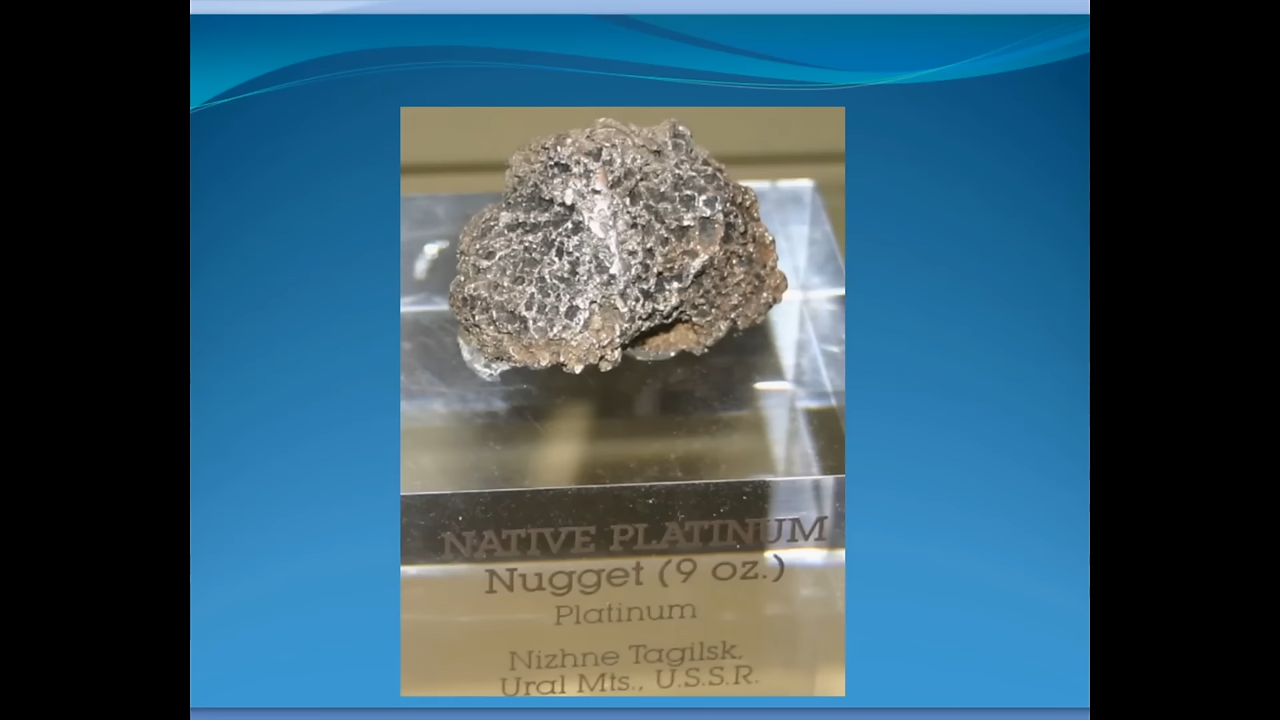 NATIVE PLATINUM
Nugget (9 oz.)
Platinum
Nizhne Tagilsk,
Ural Mts., U.S.S.R.